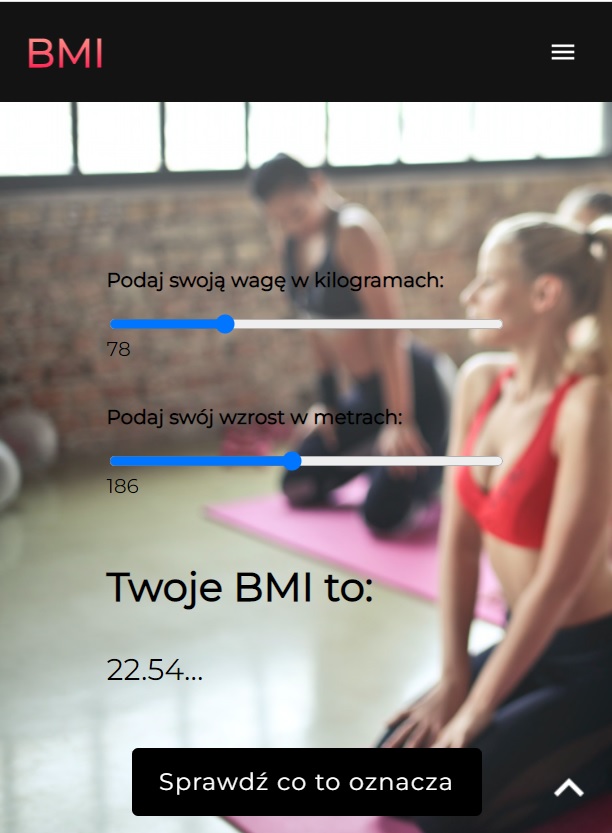 BMI
Podaj swoją wagę w kilogramach:
78
Podaj swój wzrost w metrach:
186
Twoje BMI to:
22.54...
Sprawdź co to oznacza